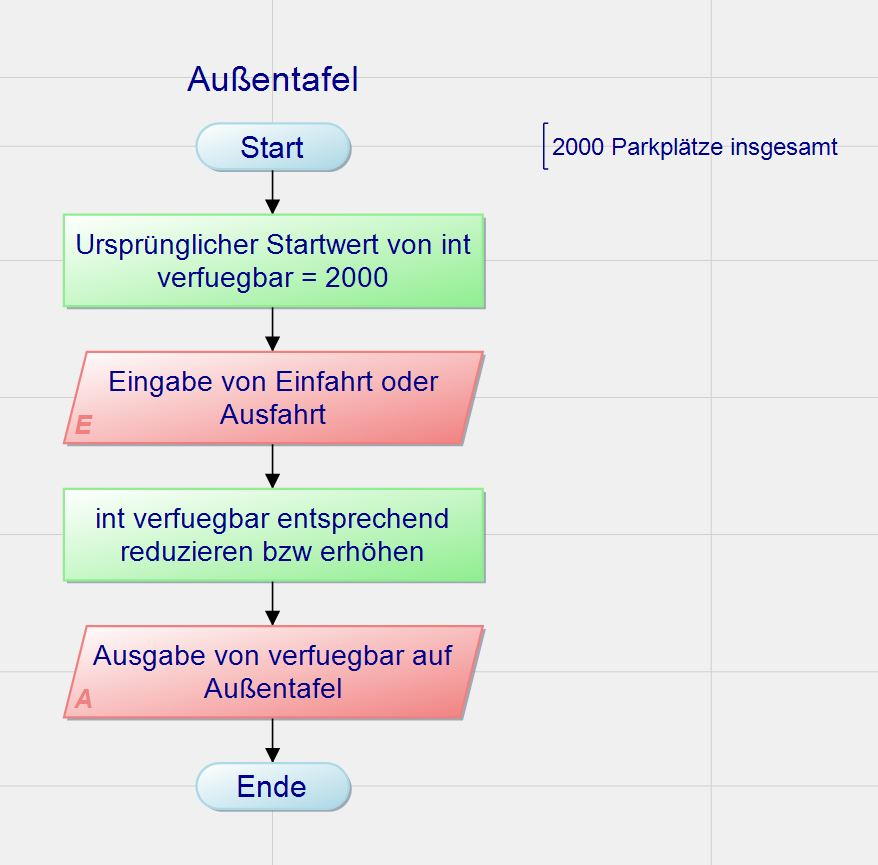 Außentafel
Start
2000 Parkplätze insgesamt
Ursprünglicher Startwert von int
verfuegbar = 2000
Eingabe von Einfahrt oder
Ausfahrt
E
int verfuegbar entsprechend
reduzieren bzw erhöhen
Ausgabe von verfuegbar auf
Außentafel
A
Ende